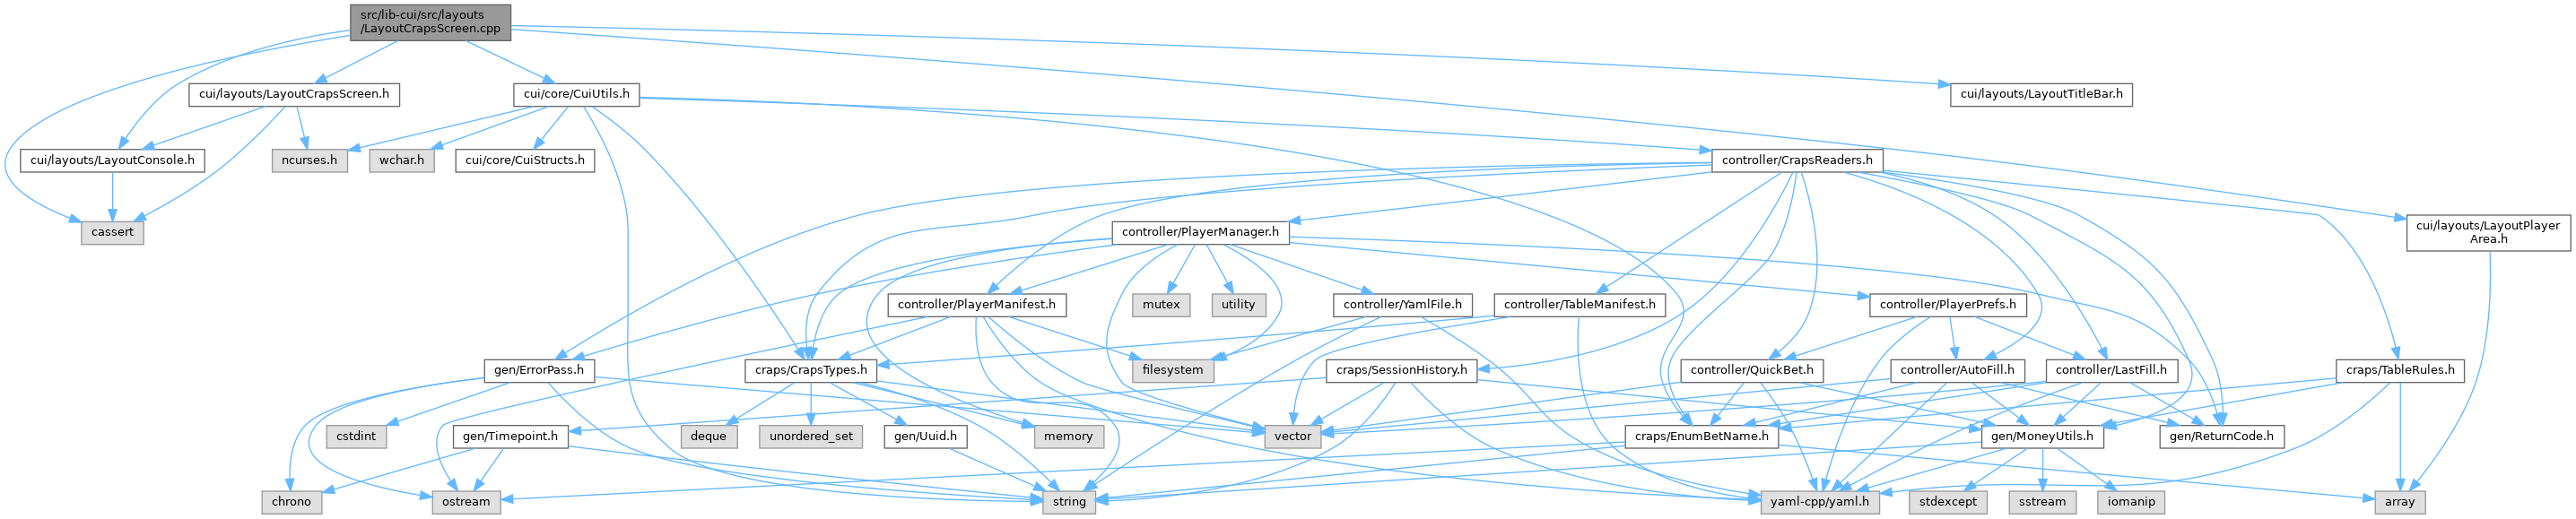 src/lib-cui/src/layouts
/LayoutCrapsScreen.cpp
cui/layouts/LayoutCrapsScreen.h
cui/core/CuiUtils.h
cui/layouts/LayoutTitleBar.h
cui/layouts/LayoutConsole.h
ncurses.h
wchar.h
cui/core/CuiStructs.h
controller/CrapsReaders.h
cassert
controller/PlayerManager.h
cui/layouts/LayoutPlayer
Area.h
controller/PlayerManifest.h
mutex
utility
controller/YamlFile.h
controller/TableManifest.h
controller/PlayerPrefs.h
gen/ErrorPass.h
craps/CrapsTypes.h
filesystem
craps/SessionHistory.h
controller/QuickBet.h
controller/AutoFill.h
controller/LastFill.h
craps/TableRules.h
cstdint
gen/Timepoint.h
deque
unordered_set
gen/Uuid.h
memory
vector
craps/EnumBetName.h
gen/MoneyUtils.h
gen/ReturnCode.h
chrono
ostream
string
yaml-cpp/yaml.h
stdexcept
sstream
iomanip
array